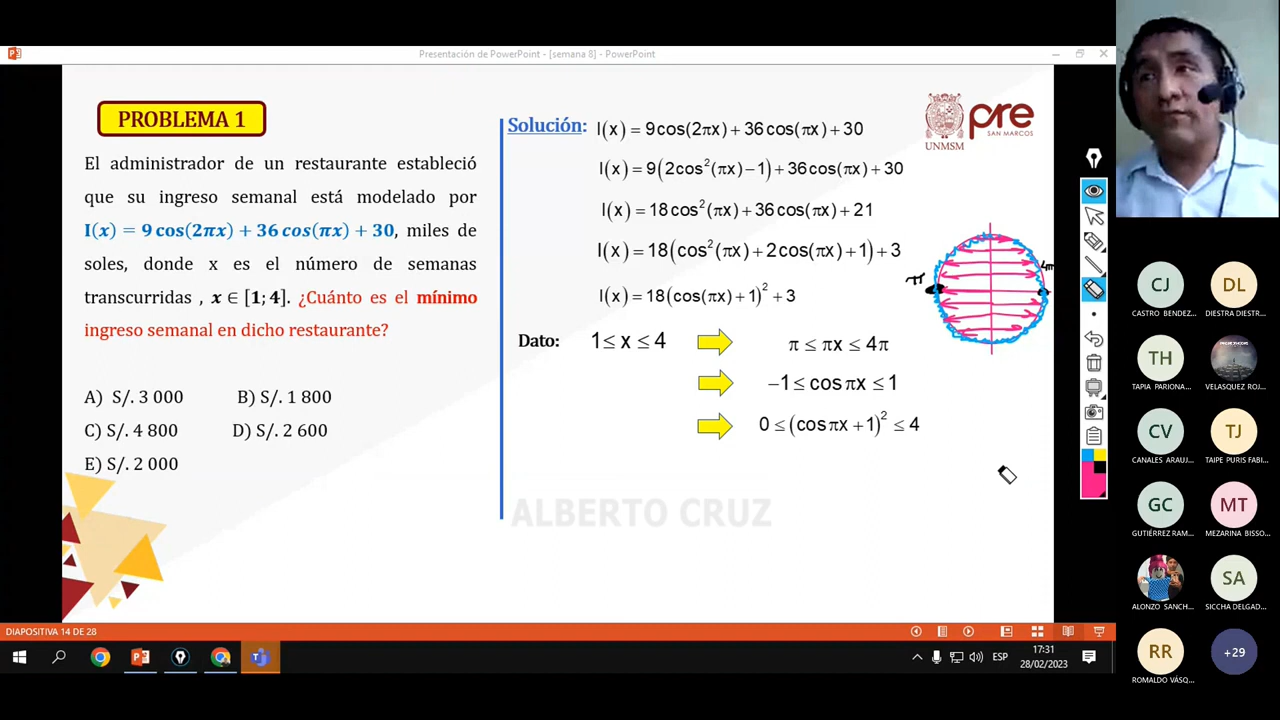 Presentación de PowerPoint - [semana 8] - PowerPoint
PROBLEMA 1
El administrador de un restaurante estableció
que su ingreso semanal está modelado por
I(x) = 9 cos(2πx) + 36 cos(πx) + 30, miles de
soles, donde x es el número de semanas
transcurridas , x ∈ [1; 4]. ¿Cuánto es el mínimo
ingreso semanal en dicho restaurante?
A) S/. 3 000 B) S/. 1 800
C) S/. 4 800 D) S/. 2 600
E) S/. 2 000
Solución: I(x) = 9cos(2πx) + 36cos(πx) + 30
I(x) = 9(2cos²(πx) − 1) + 36cos(πx) + 30
I(x) = 18cos²(πx) + 36cos(πx) + 21
I(x) = 18(cos²(πx) + 2cos(πx) + 1) + 3
I(x) = 18(cos(πx) + 1)² + 3
Dato: 1 ≤ x ≤ 4 π ≤ πx ≤ 4π
−1 ≤ cosπx ≤ 1
0 ≤ (cosπx + 1)² ≤ 4
UNMSM
pre
SAN MARCOS
π
4π
ALBERTO CRUZ
CJ
CASTRO BENDEZ...
DL
DIESTRA DIESTR...
TH
TAPIA PARIONA...
VELASQUEZ ROJ...
CV
CANALES ARAUJ...
TJ
TAIPE PURIS FABI...
GC
GUTIÉRREZ RAM...
MT
MEZARINA BISSO...
ALONZO SANCH...
SA
SICCHA DELGAD...
RR
ROMALDO VÁSQ...
+29
DIAPOSITIVA 14 DE 28
ESP
17:31
28/02/2023